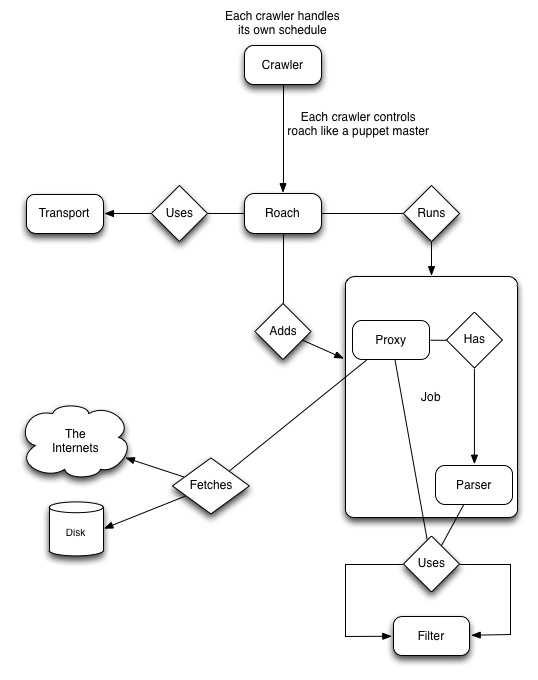 Each crawler handles
its own schedule
Crawler
Each crawler controls
roach like a puppet master
Transport
Uses
Roach
Runs
Adds
Proxy
Has
Job
The
Internets
Fetches
Parser
Disk
Uses
Filter